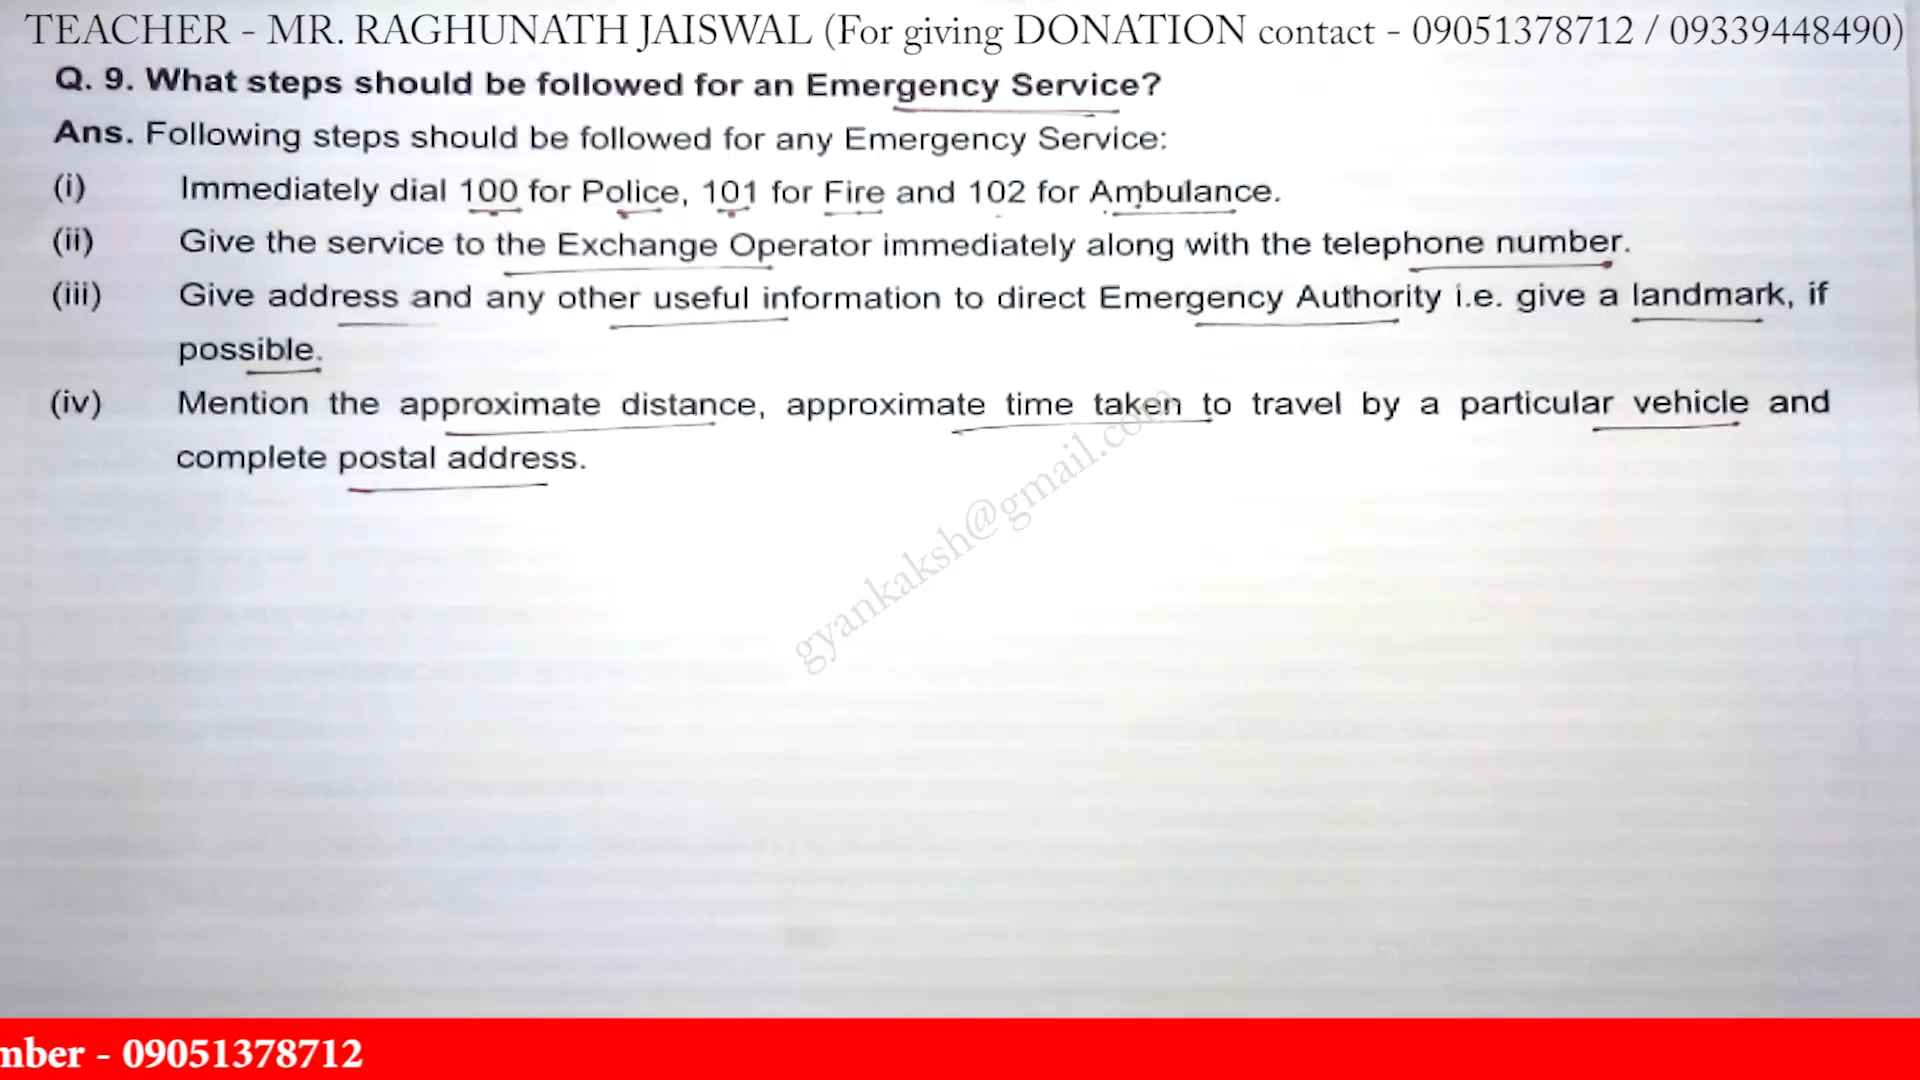 TEACHER - MR. RAGHUNATH JAISWAL (For giving DONATION contact - 09051378712 / 09339448490)
Q. 9. What steps should be followed for an Emergency Service?
Ans. Following steps should be followed for any Emergency Service:
(i) Immediately dial 100 for Police, 101 for Fire and 102 for Ambulance.
(ii) Give the service to the Exchange Operator immediately along with the telephone number.
(iii) Give address and any other useful information to direct Emergency Authority i.e. give a landmark, if
possible.
(iv) Mention the approximate distance, approximate time taken to travel by a particular vehicle and
complete postal address.
gyankaksh@gmail.com
mber - 09051378712